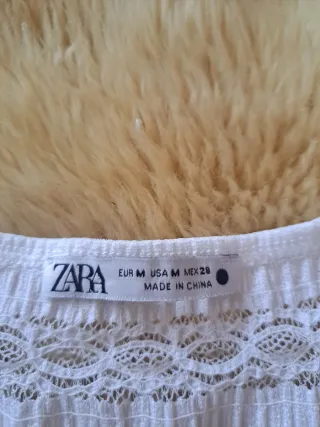 ZARA
EUR M USA M MEX 28
MADE IN CHINA